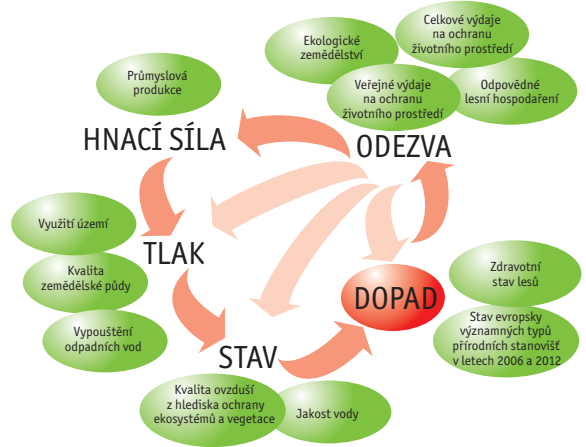 Ekologické
zemědělství
Celkové výdaje
na ochranu
životního prostředí
Průmyslová
produkce
Veřejné výdaje
na ochranu
životního prostředí
Odpovědné
lesní hospodaření
HNACÍ SÍLA
ODEZVA
Využití území
TLAK
Kvalita
zemědělské půdy
Zdravotní
stav lesů
DOPAD
Vypouštění
odpadních vod
Stav evropsky
významných typů
přírodních stanovišť
v letech 2006 a 2012
STAV
Kvalita ovzduší
z hlediska ochrany
ekosystémů a vegetace
Jakost vody